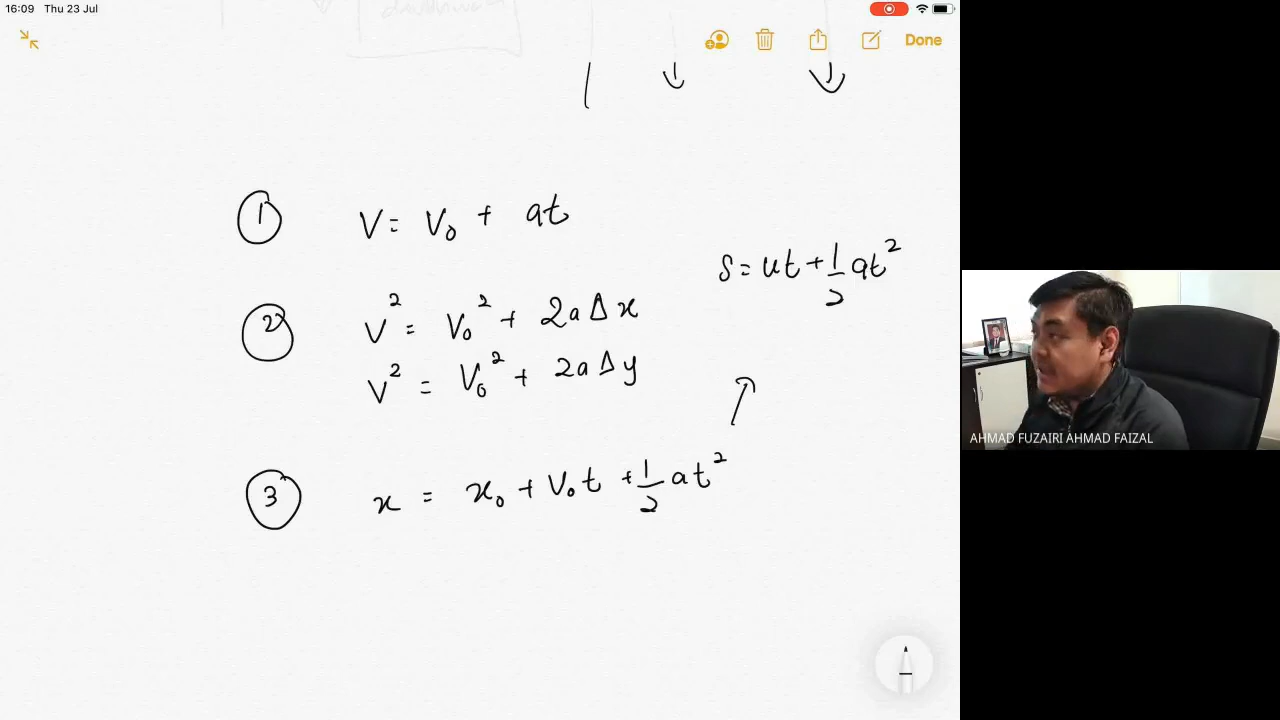 16:09 Thu 23 Jul
Done
1 V = V₀ + at
S = ut + 1/2 at²
2 V² = V₀² + 2aΔx
V² = V₀² + 2aΔy
3 x = x₀ + V₀t + 1/2 at²
AHMAD FUZAIRI AHMAD FAIZAL